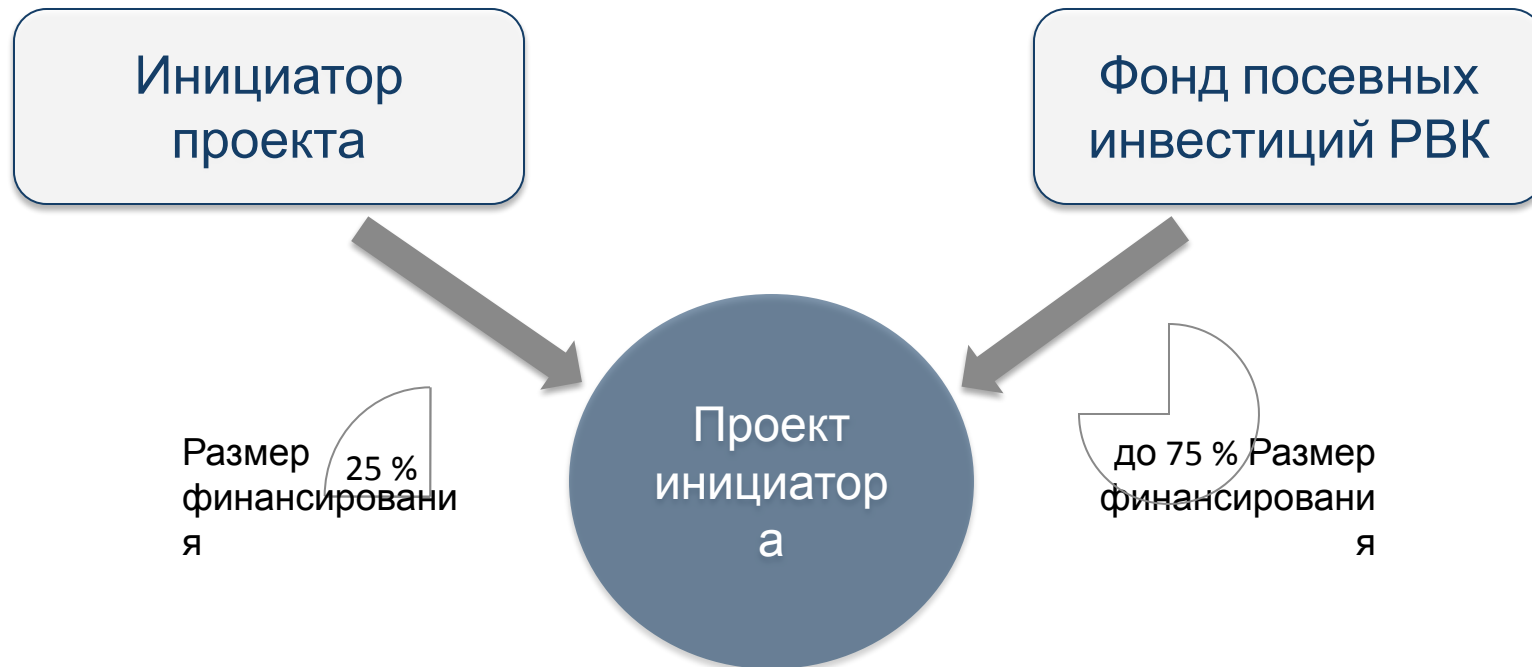 Инициатор
проекта
Фонд посевных
инвестиций РВК
Размер
финансировани
я
25 %
Проект
инициатор
а
до 75 % Размер
финансировани
я